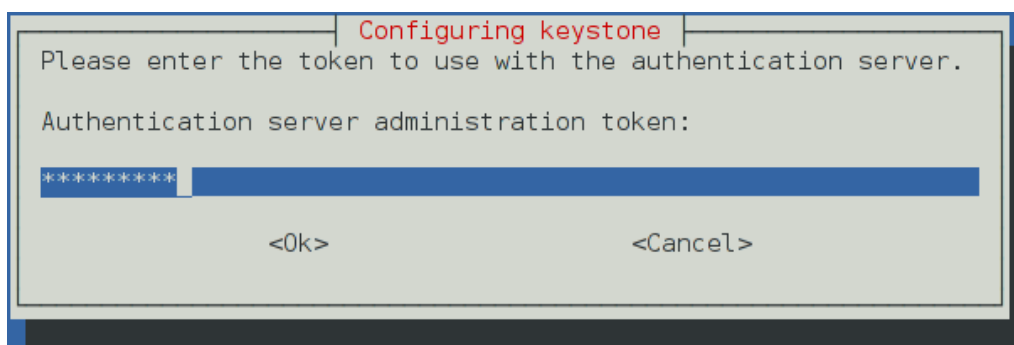 Configuring keystone
Please enter the token to use with the authentication server.
Authentication server administration token:
*********
<Ok> <Cancel>